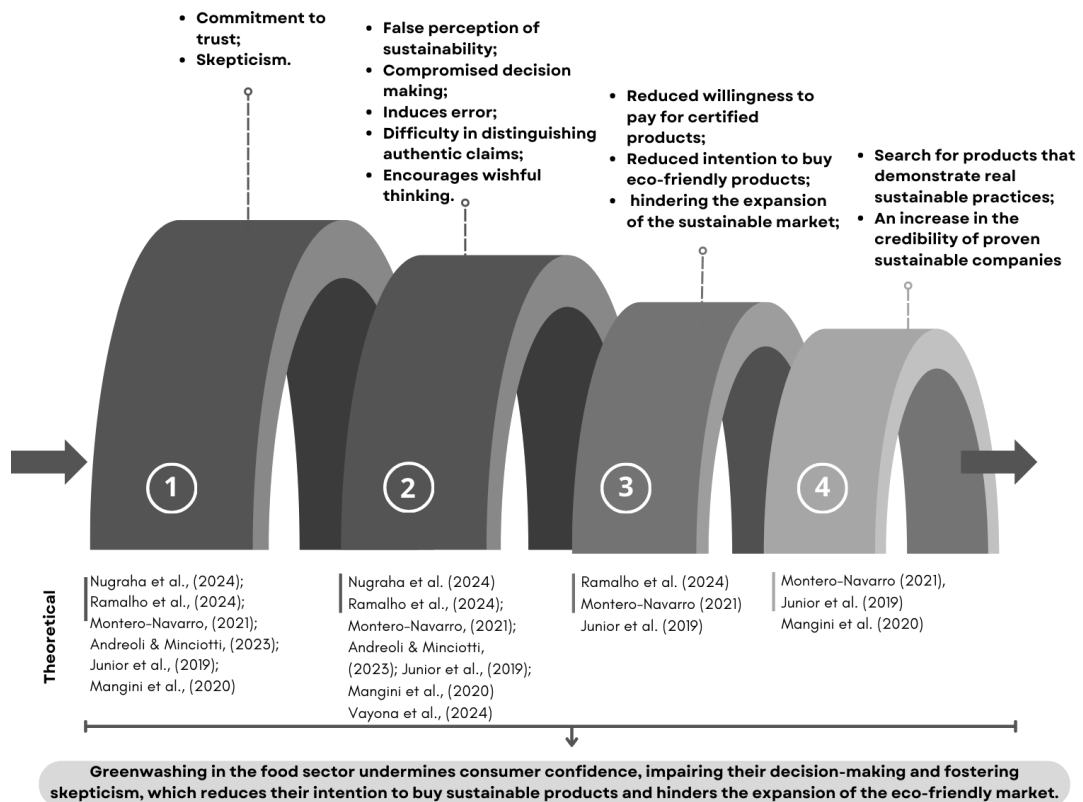 • Commitment to
trust;
• Skepticism.
• False perception of
sustainability;
• Compromised decision
making;
• Induces error;
• Difficulty in distinguishing
authentic claims;
• Encourages wishful
thinking.
• Reduced willingness to
pay for certified
products;
• Reduced intention to buy
eco-friendly products;
• hindering the expansion
of the sustainable market;
• Search for products that
demonstrate real
sustainable practices;
• An increase in the
credibility of proven
sustainable companies
1
2
3
4
Theoretical
Nugraha et al., (2024);
Ramalho et al., (2024);
Montero-Navarro, (2021);
Andreoli & Minciotti, (2023);
Junior et al., (2019);
Mangini et al., (2020)
Nugraha et al. (2024)
Ramalho et al., (2024);
Montero-Navarro, (2021);
Andreoli & Minciotti,
(2023); Junior et al., (2019);
Mangini et al., (2020)
Vayona et al., (2024)
Ramalho et al. (2024)
Montero-Navarro (2021)
Junior et al. (2019)
Montero-Navarro (2021),
Junior et al. (2019)
Mangini et al. (2020)
Greenwashing in the food sector undermines consumer confidence, impairing their decision-making and fostering
skepticism, which reduces their intention to buy sustainable products and hinders the expansion of the eco-friendly market.